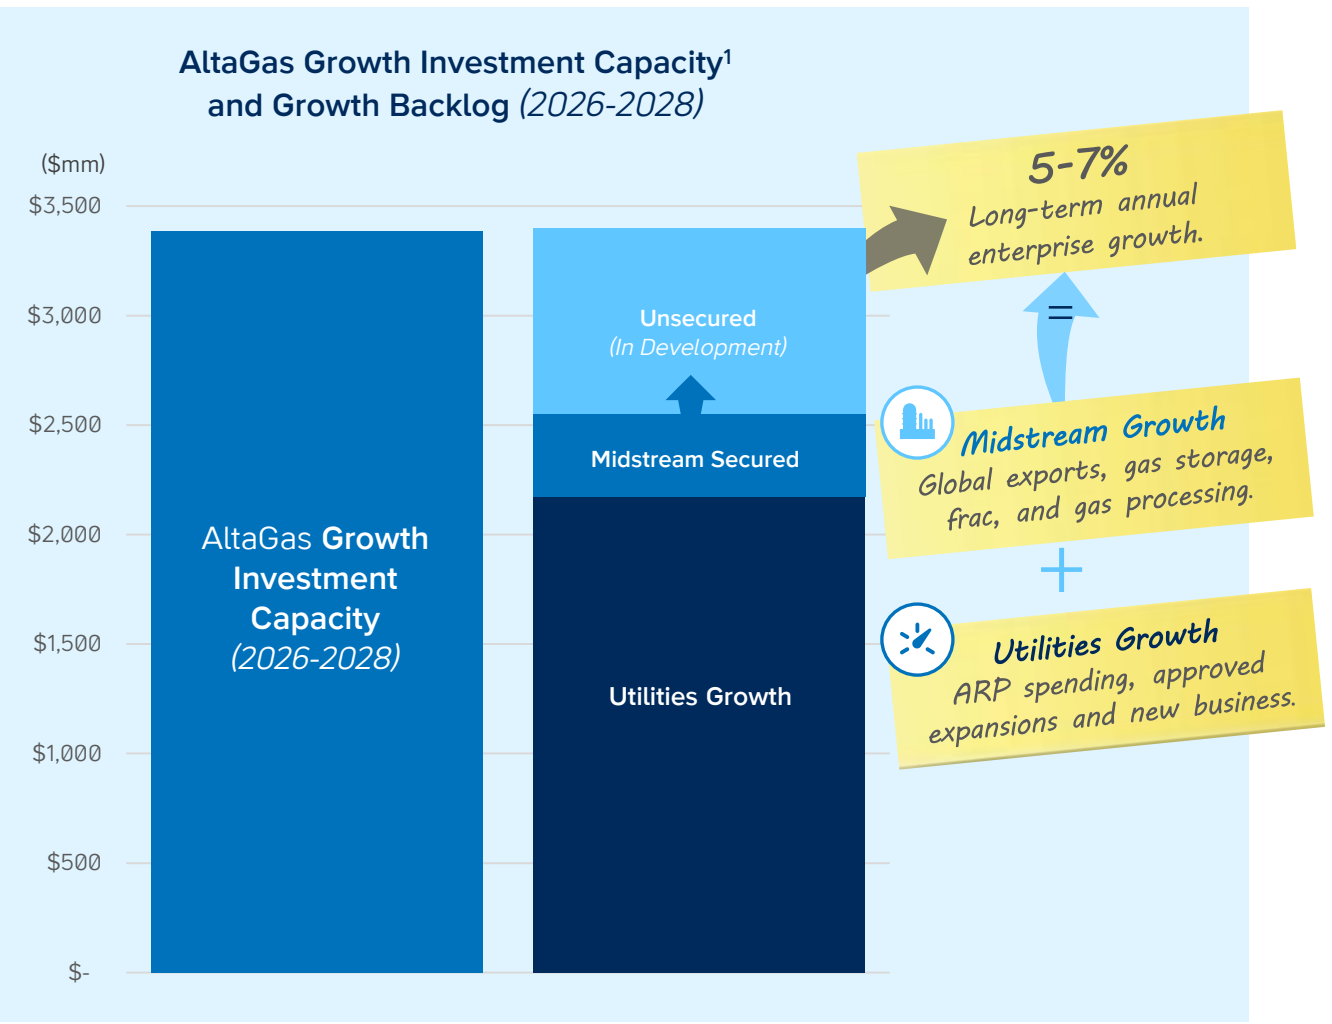 AltaGas Growth Investment Capacity¹
and Growth Backlog (2026-2028)
($mm)
$3,500
$3,000
$2,500
$2,000
$1,500
$1,000
$500
$-
AltaGas Growth
Investment
Capacity
(2026-2028)
Unsecured
(In Development)
Midstream Secured
Utilities Growth
5-7%
Long-term annual
enterprise growth.
=
Midstream Growth
Global exports, gas storage,
frac, and gas processing.
+
Utilities Growth
ARP spending, approved
expansions and new business.